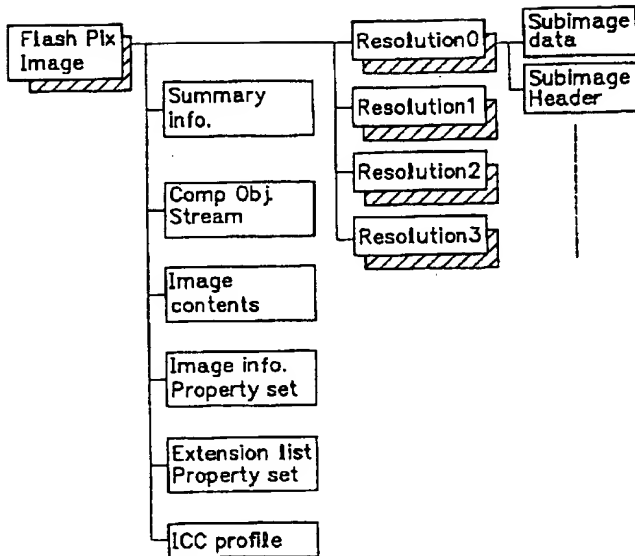 Flash Pix
Image
Resolution0
Subimage
data
Subimage
Header
Summary
info.
Resolution1
Resolution2
Comp Obj.
Stream
Resolution3
Image
contents
Image info.
Property set
Extension list
Property set
ICC profile